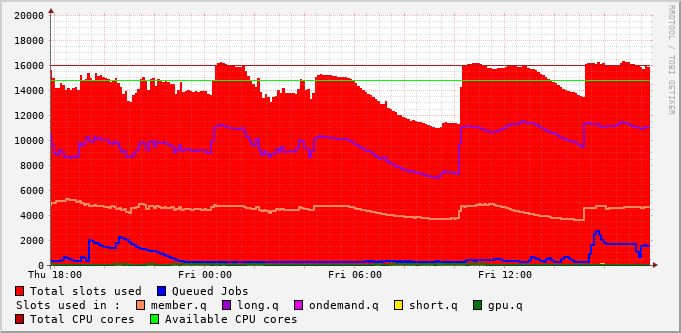 20000
18000
16000
14000
12000
10000
8000
6000
4000
2000
0
Thu 18:00 Fri 00:00 Fri 06:00 Fri 12:00
RRDTOOL / TOBI OETIKER
Total slots used Queued Jobs
Slots used in : member.q long.q ondemand.q short.q gpu.q
Total CPU cores Available CPU cores